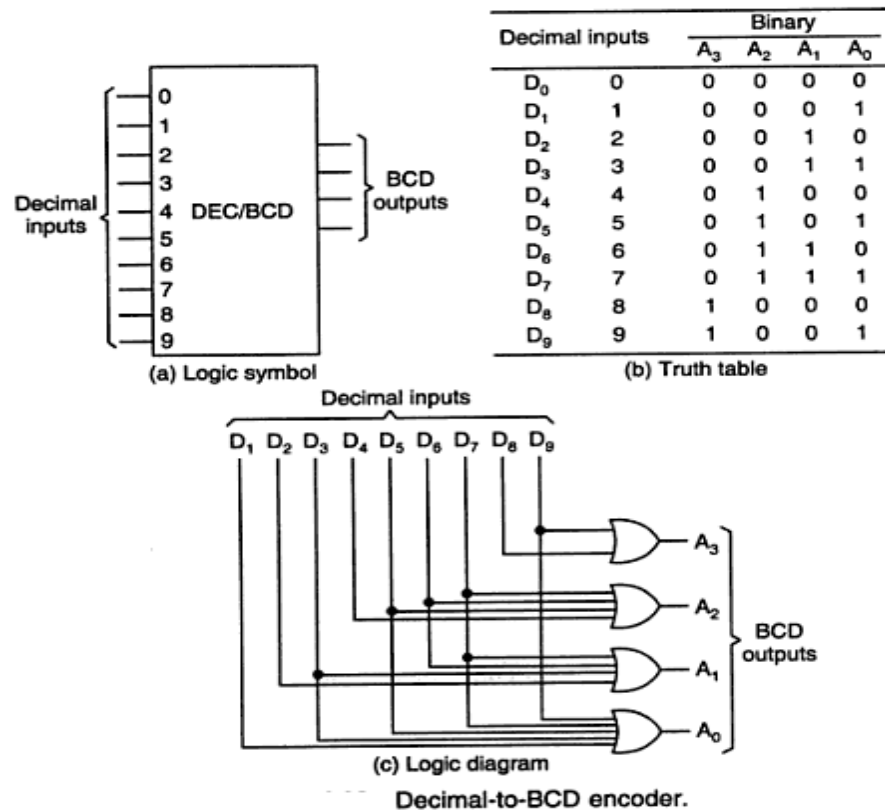 Decimal inputs
0
1
2
3
4
5
6
7
8
9
DEC/BCD
BCD
outputs
(a) Logic symbol
Decimal inputs Binary
A₃ A₂ A₁ A₀
D₀ 0 0 0 0 0
D₁ 1 0 0 0 1
D₂ 2 0 0 1 0
D₃ 3 0 0 1 1
D₄ 4 0 1 0 0
D₅ 5 0 1 0 1
D₆ 6 0 1 1 0
D₇ 7 0 1 1 1
D₈ 8 1 0 0 0
D₉ 9 1 0 0 1
(b) Truth table
Decimal inputs
D₁ D₂ D₃ D₄ D₅ D₆ D₇ D₈ D₉
A₃
A₂
A₁
A₀
BCD
outputs
(c) Logic diagram
Decimal-to-BCD encoder.